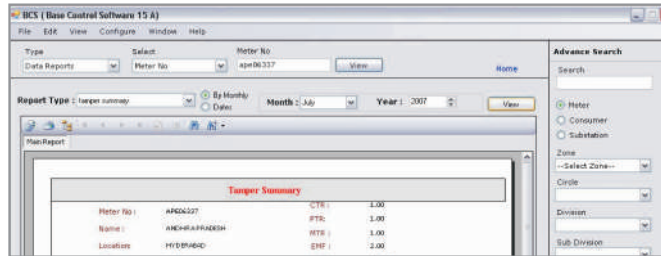 BCS ( Base Control Software 15 A)
File Edit View Configure Window Help
Type Select Meter No
Data Reports Meter No ape06337 View Home
Report Type : tamper summary By Monthly Dates Month : July Year : 2007 View
Main Report
Tamper Summary
Meter No : APE06337 CTR : 1.00
Name : ANDHRA PRADESH PTR: 1.00
MTR : 1.00
Location HYDERABAD EMF : 2.00
Advance Search
Search
Meter
Consumer
Substation
Zone
--Select Zone--
Circle
Division
Sub Division